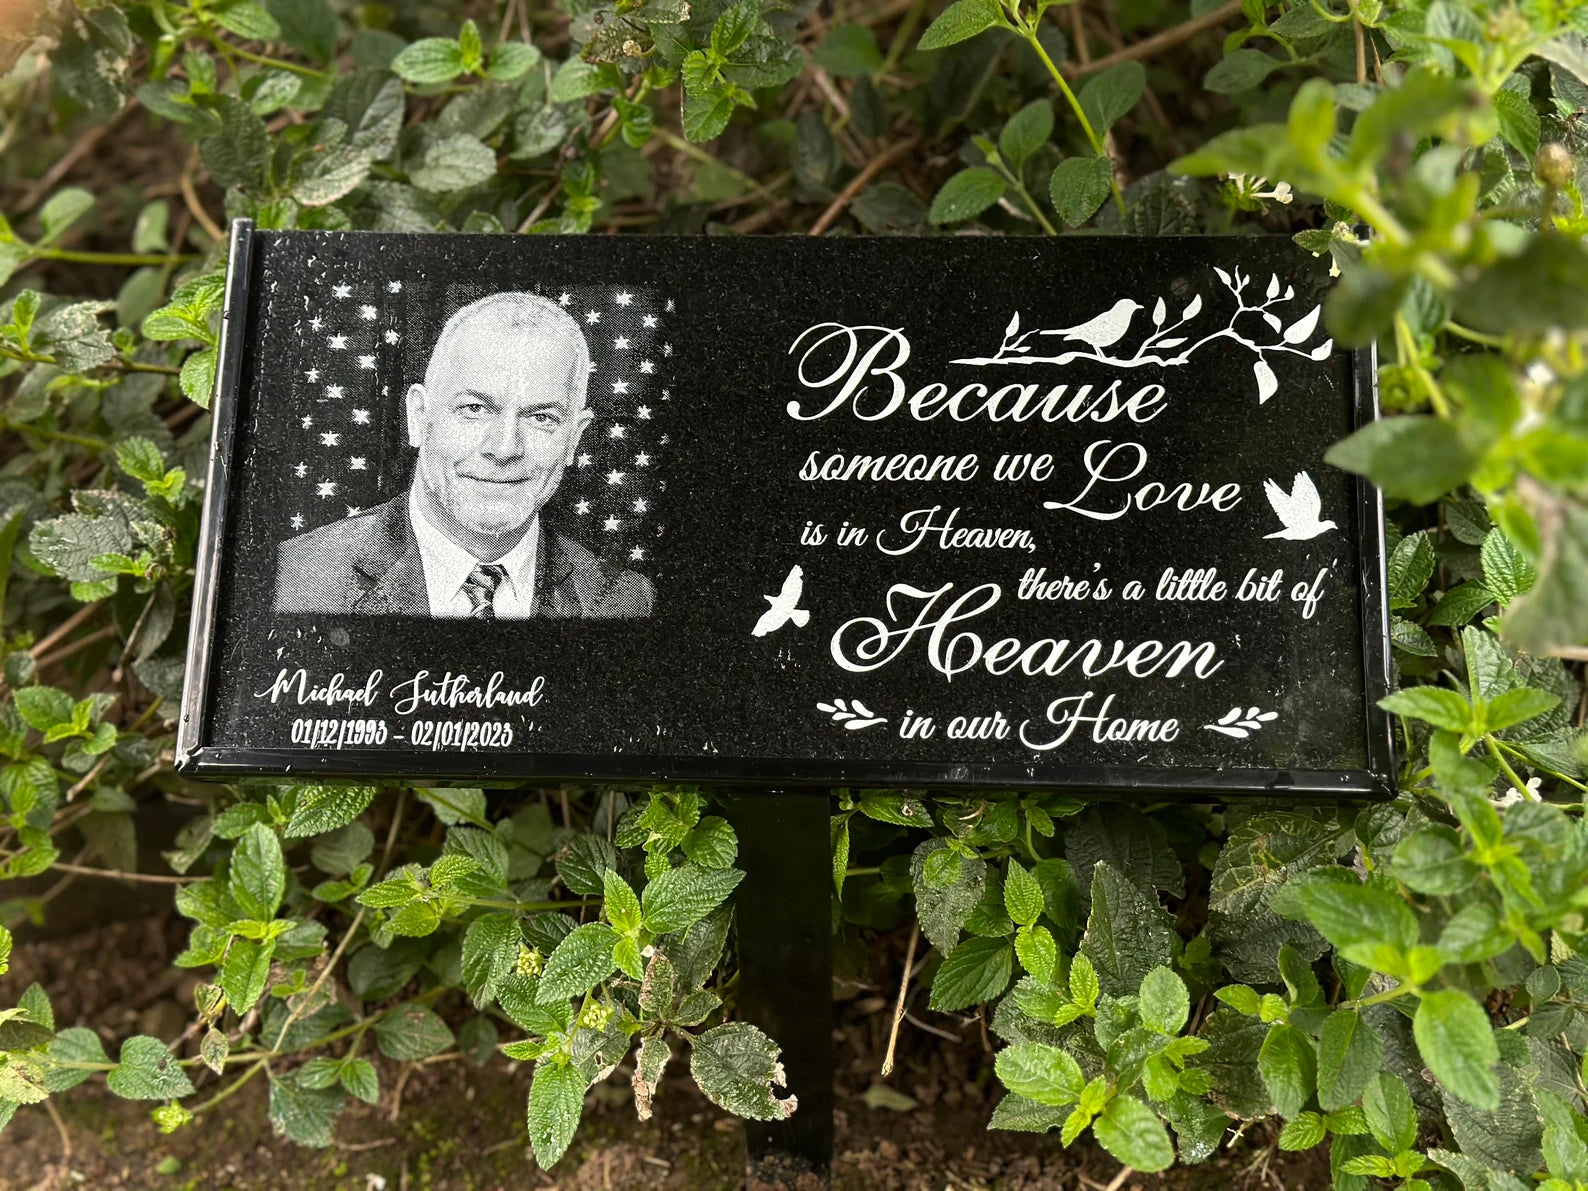 Because
someone we Love
is in Heaven,
there's a little bit of
Heaven
in our Home
Michael Sutherland
01/12/1993 - 02/01/2023